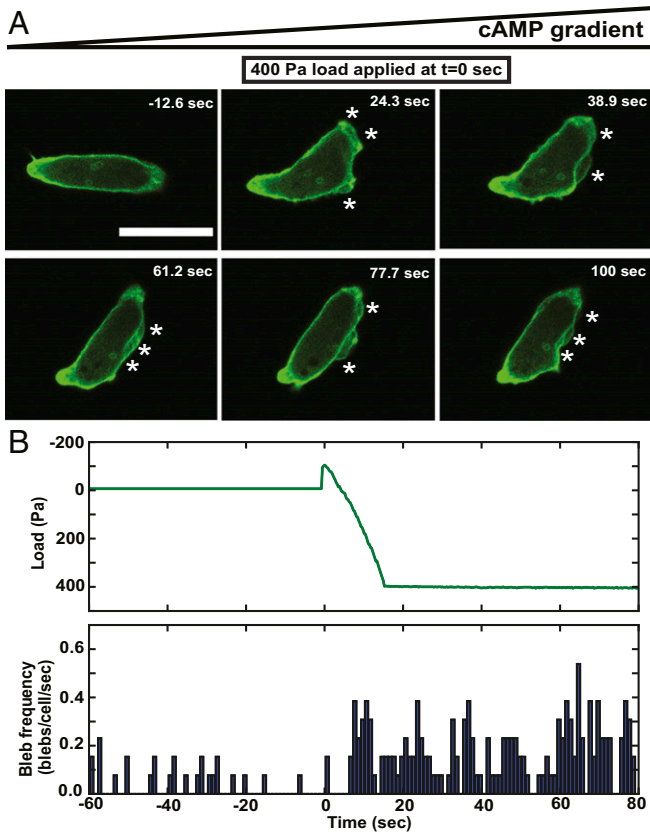 A
cAMP gradient
400 Pa load applied at t=0 sec
-12.6 sec
24.3 sec
38.9 sec
* * *
* *
61.2 sec
77.7 sec
100 sec
* * *
* *
* * * *
B
-200
0
200
400
Load (Pa)
0.6
0.4
0.2
0.0
Bleb frequency
(blebs/cell/sec)
-60 -40 -20 0 20 40 60 80
Time (sec)